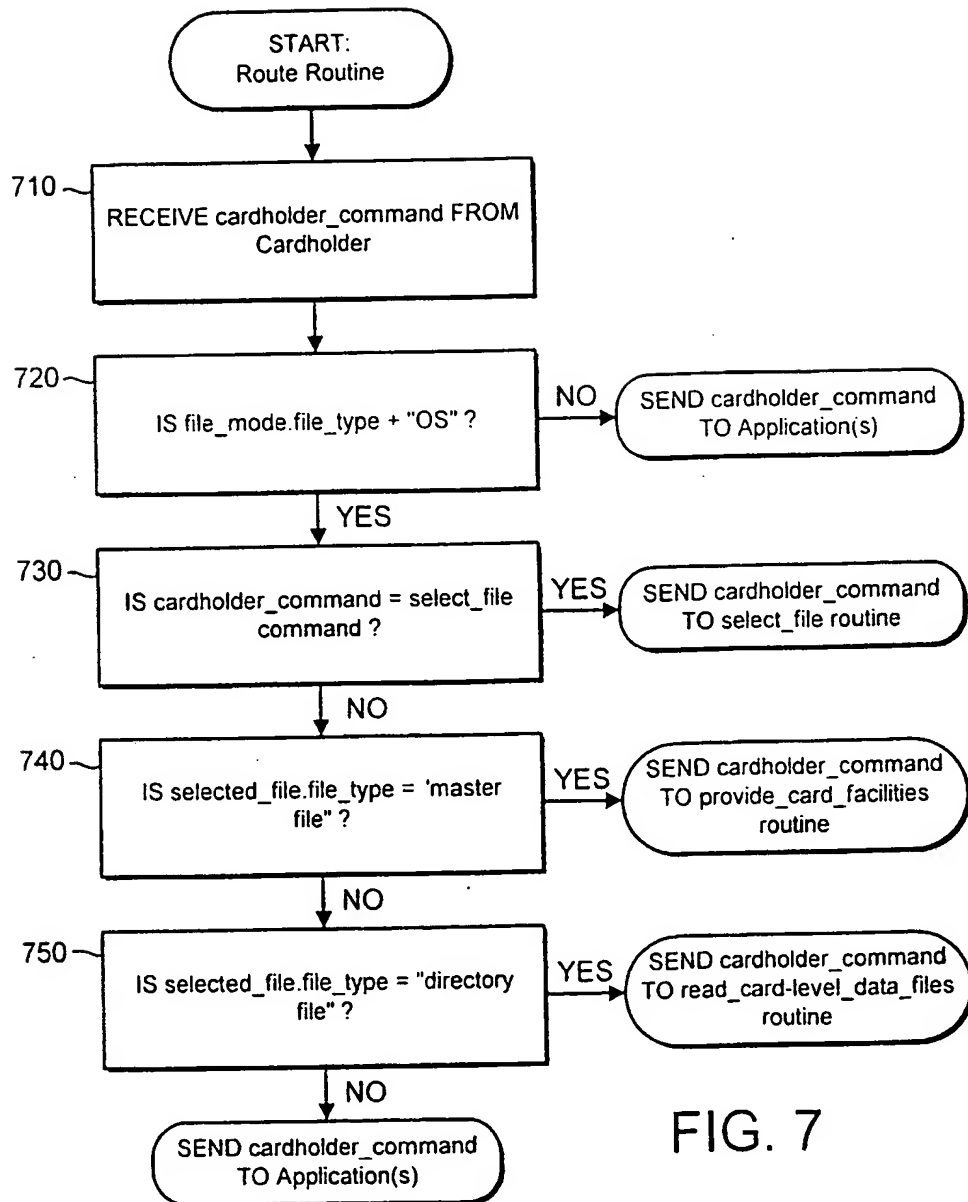 START:
Route Routine
710
RECEIVE cardholder_command FROM
Cardholder
720
IS file_mode.file_type + "OS" ?
NO
SEND cardholder_command
TO Application(s)
YES
730
IS cardholder_command = select_file
command ?
YES
SEND cardholder_command
TO select_file routine
NO
740
IS selected_file.file_type = 'master
file" ?
YES
SEND cardholder_command
TO provide_card_facilities
routine
NO
750
IS selected_file.file_type = "directory
file" ?
YES
SEND cardholder_command
TO read_card-level_data_files
routine
NO
SEND cardholder_command
TO Application(s)
FIG. 7